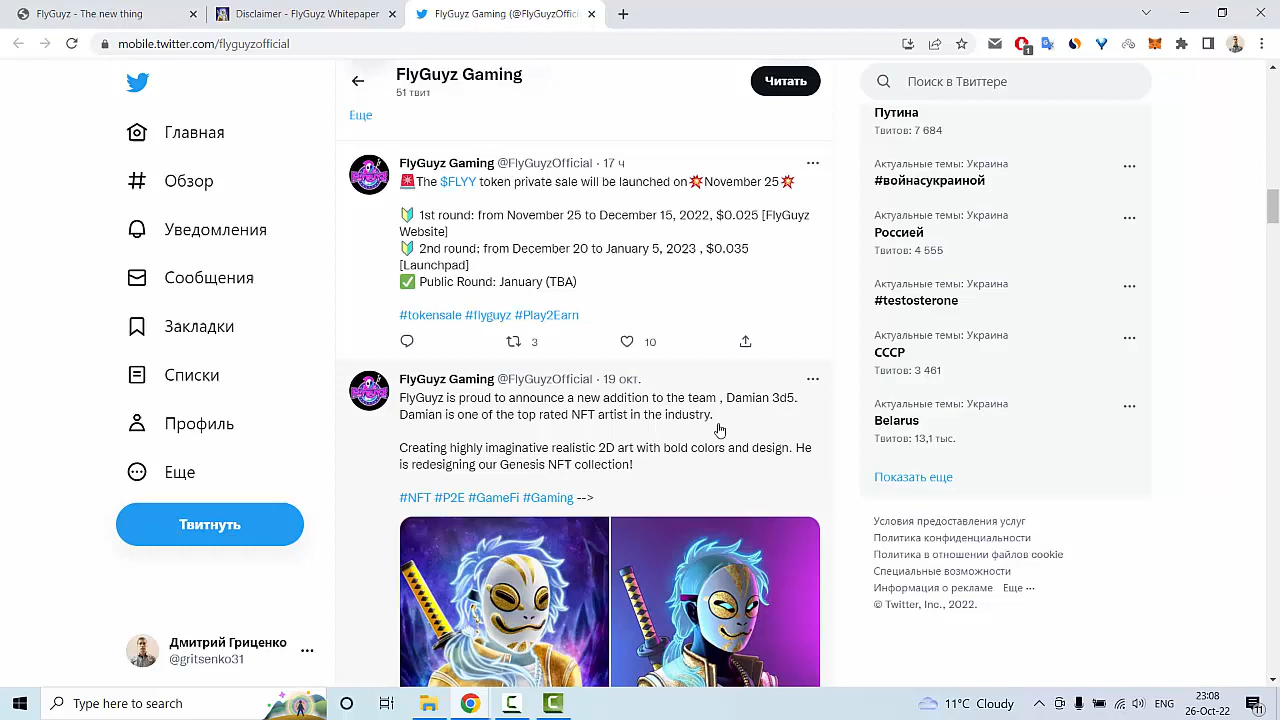 FlyGuyz - Твит нящ
Disclaimer - FlyGuyz Whitepaper
FlyGuyz Gaming (@FlyGuyzOffici
mobile.twitter.com/flyguyzofficial
1
FlyGuyz Gaming
51 твит
Читать
Еще
Главная
Обзор
Уведомления
Сообщения
Закладки
Списки
Профиль
Еще
Твитнуть
Дмитрий Гриценко
@gritsenko31
FlyGuyz Gaming @FlyGuyzOfficial · 17 ч
🚨The $FLYY token private sale will be launched on💥November 25💥
🔰 1st round: from November 25 to December 15, 2022, $0.025 [FlyGuyz
Website]
🔰 2nd round: from December 20 to January 5, 2023 , $0.035
[Launchpad]
✅ Public Round: January (TBA)
#tokensale #flyguyz #Play2Earn
3
10
FlyGuyz Gaming @FlyGuyzOfficial · 19 окт.
FlyGuyz is proud to announce a new addition to the team , Damian 3d5.
Damian is one of the top rated NFT artist in the industry.
Creating highly imaginative realistic 2D art with bold colors and design. He
is redesigning our Genesis NFT collection!
#NFT #P2E #GameFi #Gaming -->
Поиск в Твиттере
Путина
Твитов: 7 684
Актуальные темы: Украина
#войнасукраиной
Актуальные темы: Украина
Россией
Твитов: 4 555
Актуальные темы: Украина
#testosterone
Актуальные темы: Украина
СССР
Твитов: 3 461
Актуальные темы: Украина
Belarus
Твитов: 13,1 тыс.
Показать еще
Условия предоставления услуг
Политика конфиденциальности
Политика в отношении файлов cookie
Специальные возможности
Информация о рекламе Еще ···
© Twitter, Inc., 2022.
Type here to search
11°C Cloudy
ENG
23:08
26-Oct-22
11